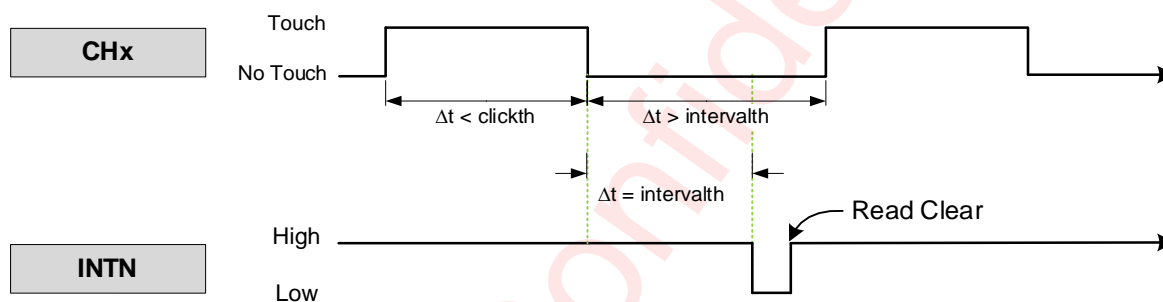 CHx
Touch
No Touch
Δt < clickth
Δt > intervalth
Δt = intervalth
Read Clear
INTN
High
Low